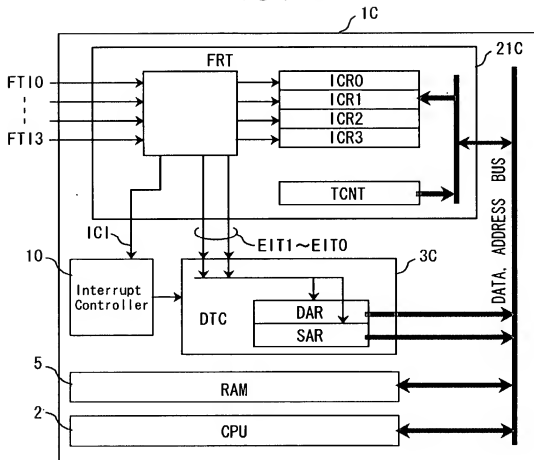 1C
21C
FRT
FTI0
FTI3
ICR0
ICR1
ICR2
ICR3
TCNT
ICI
EIT1~EIT0
10
Interrupt
Controller
3C
DTC
DAR
SAR
DATA, ADDRESS BUS
5
RAM
2
CPU